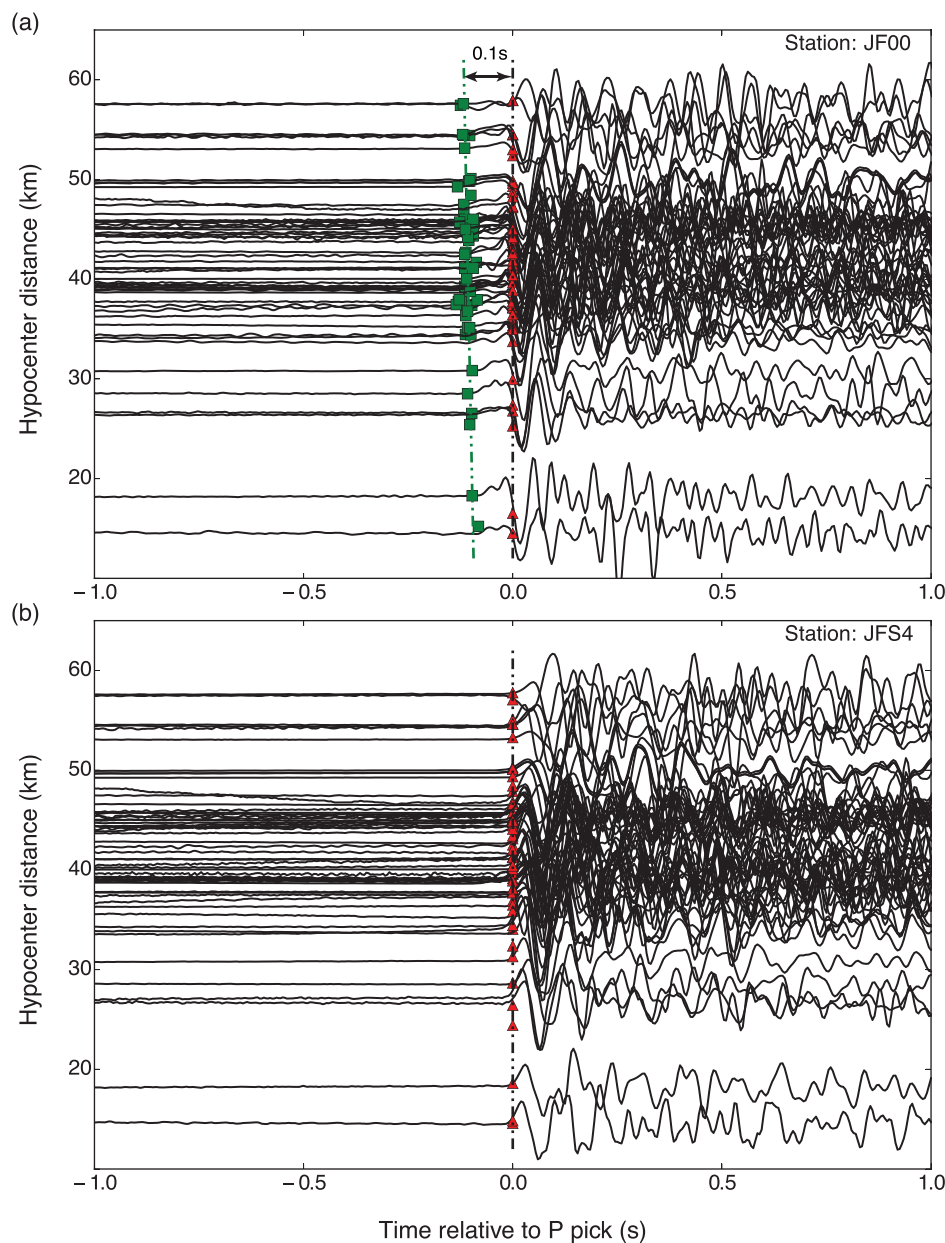 (a)
Station: JF00
0.1s
60
50
40
30
20
Hypocenter distance (km)
−1.0 −0.5 0.0 0.5 1.0
(b)
Station: JFS4
60
50
40
30
20
Hypocenter distance (km)
−1.0 −0.5 0.0 0.5 1.0
Time relative to P pick (s)